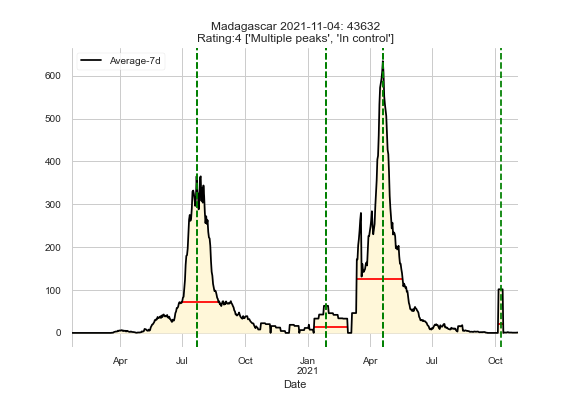 Madagascar 2021-11-04: 43632
Rating:4 ['Multiple peaks', 'In control']
Average-7d
600
500
400
300
200
100
0
Apr Jul Oct Jan Apr Jul Oct
2021
Date